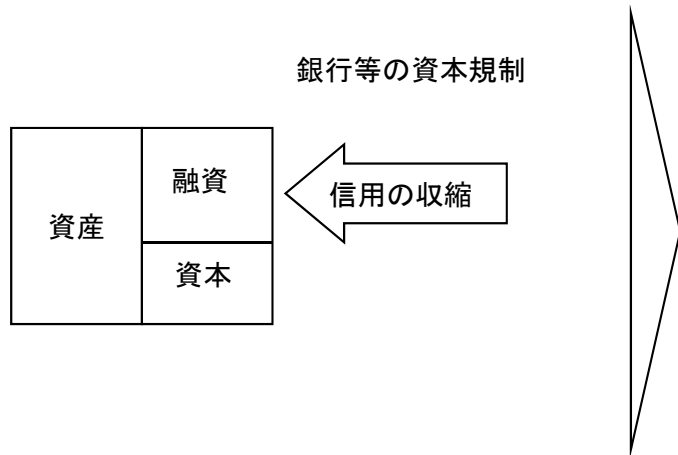 銀行等の資本規制
融資
信用の収縮
資産
資本